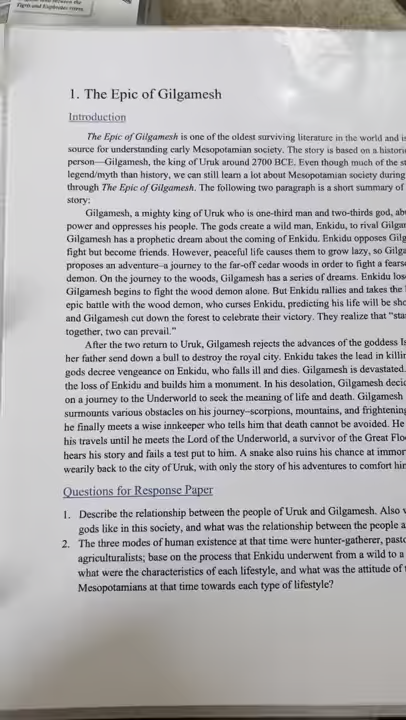 Tigris and Euphrates rivers
1. The Epic of Gilgamesh
Introduction
The Epic of Gilgamesh is one of the oldest surviving literature in the world and is
source for understanding early Mesopotamian society. The story is based on a
person—Gilgamesh, the king of Uruk around 2700 BCE. Even though much of the
legend/myth than history, we can still learn a lot about Mesopotamian society during
through The Epic of Gilgamesh. The following two paragraph is a short summary of
story:
Gilgamesh, a mighty king of Uruk who is one-third man and two-thirds god,
power and oppresses his people. The gods create a wild man, Enkidu, to rival
Gilgamesh has a prophetic dream about the coming of Enkidu. Enkidu opposes
fight but become friends. However, peaceful life causes them to grow lazy, so
proposes an adventure–a journey to the far-off cedar woods in order to fight a
demon. On the journey to the woods, Gilgamesh has a series of dreams. Enkidu
Gilgamesh begins to fight the wood demon alone. But Enkidu rallies and takes the
epic battle with the wood demon, who curses Enkidu, predicting his life will be
and Gilgamesh cut down the forest to celebrate their victory. They realize that
together, two can prevail."
After the two return to Uruk, Gilgamesh rejects the advances of the goddess
her father send down a bull to destroy the royal city. Enkidu takes the lead in
gods decree vengeance on Enkidu, who falls ill and dies. Gilgamesh is devastated.
the loss of Enkidu and builds him a monument. In his desolation, Gilgamesh
on a journey to the Underworld to seek the meaning of life and death. Gilgamesh
surmounts various obstacles on his journey–scorpions, mountains, and
he finally meets a wise innkeeper who tells him that death cannot be avoided. He
his travels until he meets the Lord of the Underworld, a survivor of the Great
hears his story and fails a test put to him. A snake also ruins his chance at
wearily back to the city of Uruk, with only the story of his adventures to comfort
Questions for Response Paper
1. Describe the relationship between the people of Uruk and Gilgamesh. Also
gods like in this society, and what was the relationship between the people
2. The three modes of human existence at that time were hunter-gatherer,
agriculturalists; base on the process that Enkidu underwent from a wild to a
what were the characteristics of each lifestyle, and what was the attitude of
Mesopotamians at that time towards each type of lifestyle?